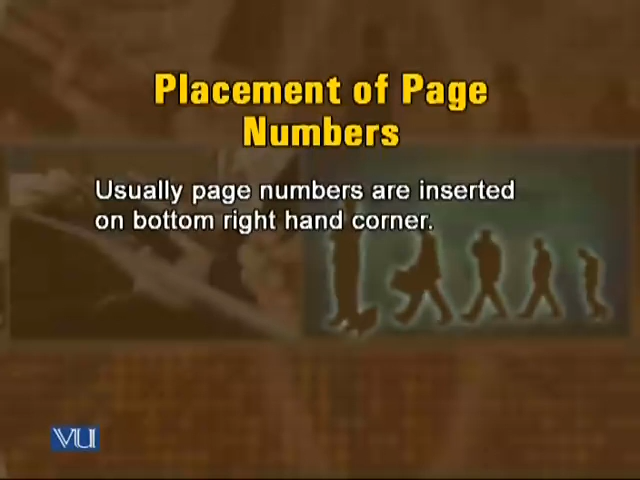 Placement of Page
Numbers
Usually page numbers are inserted
on bottom right hand corner.
VU